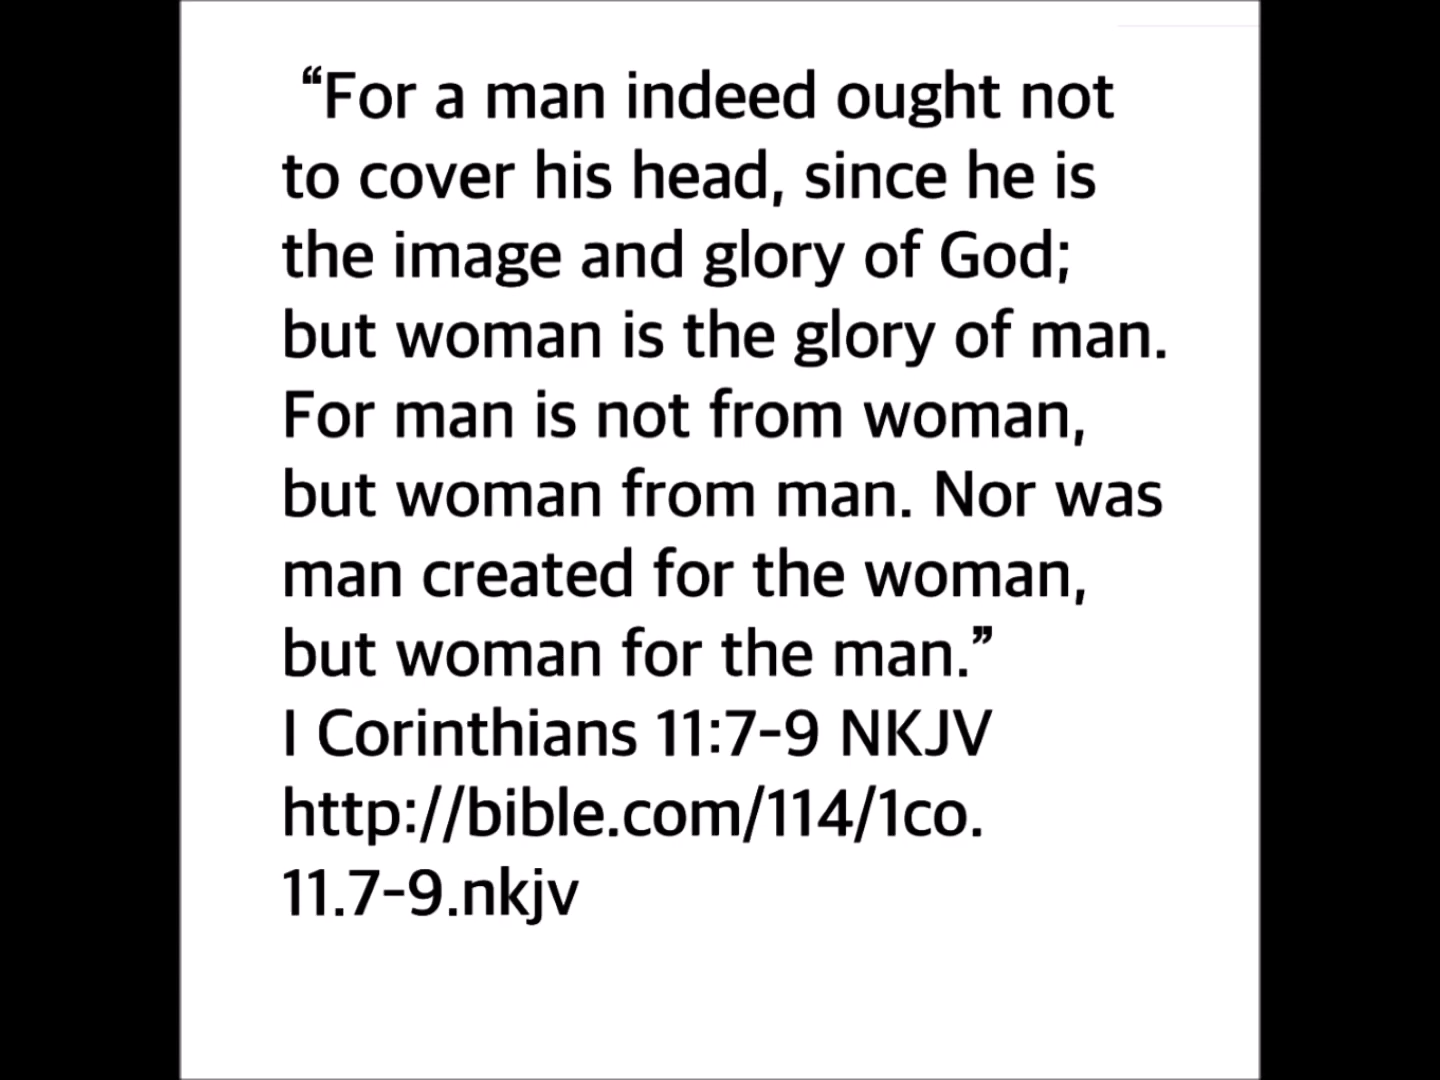 “For a man indeed ought not
to cover his head, since he is
the image and glory of God;
but woman is the glory of man.
For man is not from woman,
but woman from man. Nor was
man created for the woman,
but woman for the man.”
I Corinthians 11:7-9 NKJV
http://bible.com/114/1co.
11.7-9.nkjv